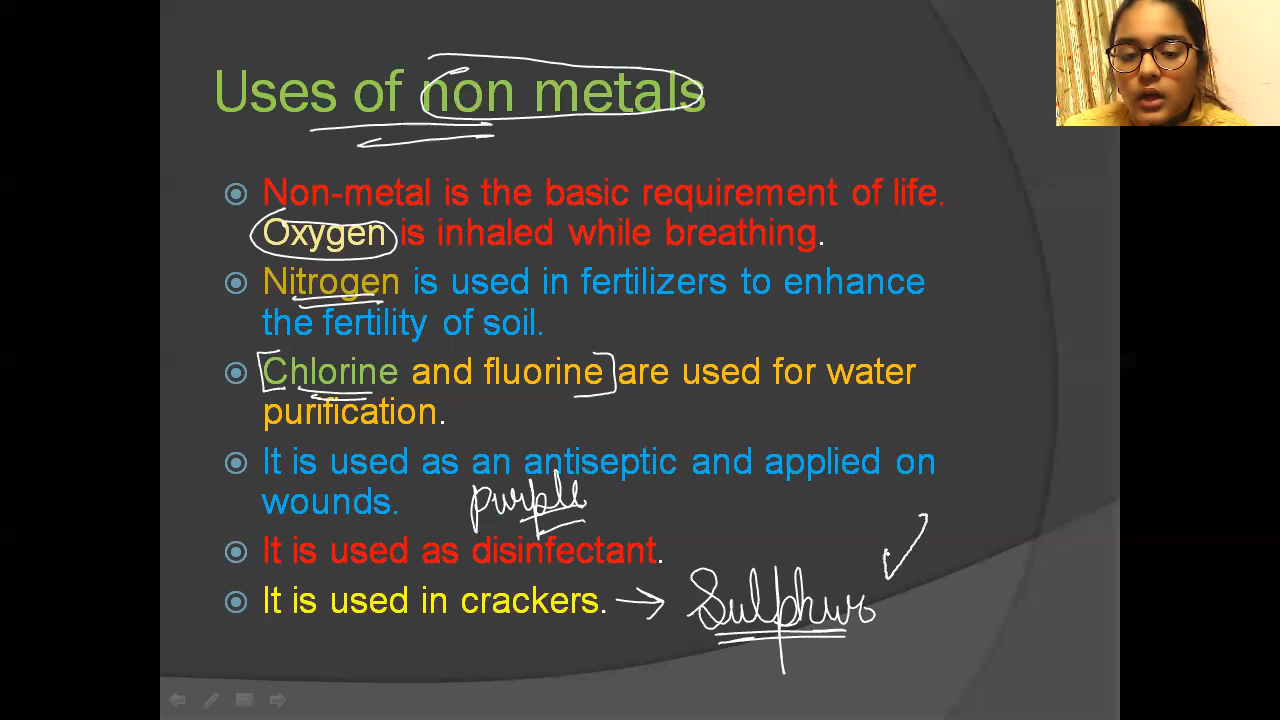 Uses of non metals
Non-metal is the basic requirement of life.
Oxygen is inhaled while breathing.
Nitrogen is used in fertilizers to enhance
the fertility of soil.
Chlorine and fluorine are used for water
purification.
It is used as an antiseptic and applied on
wounds.
purple
It is used as disinfectant.
It is used in crackers. → Sulphur